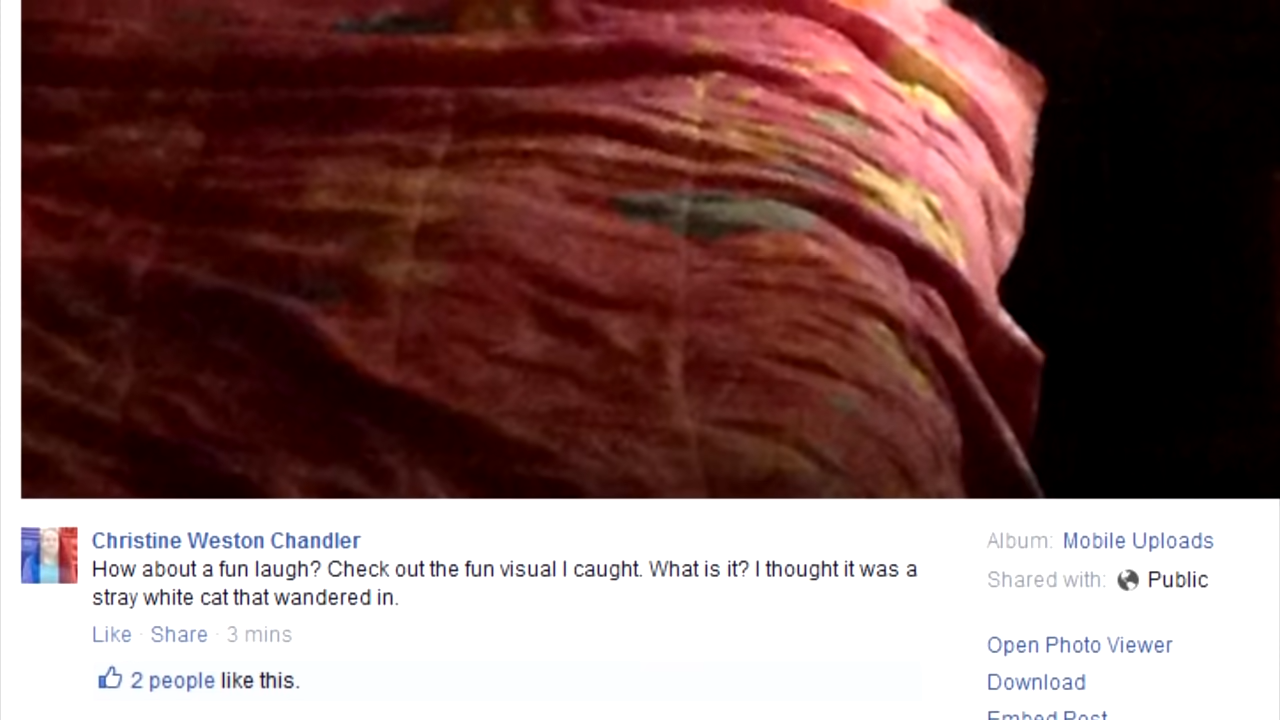 Christine Weston Chandler
How about a fun laugh? Check out the fun visual I caught. What is it? I thought it was a
stray white cat that wandered in.
Like · Share · 3 mins
2 people like this.
Album: Mobile Uploads
Shared with: Public
Open Photo Viewer
Download
Embed Post